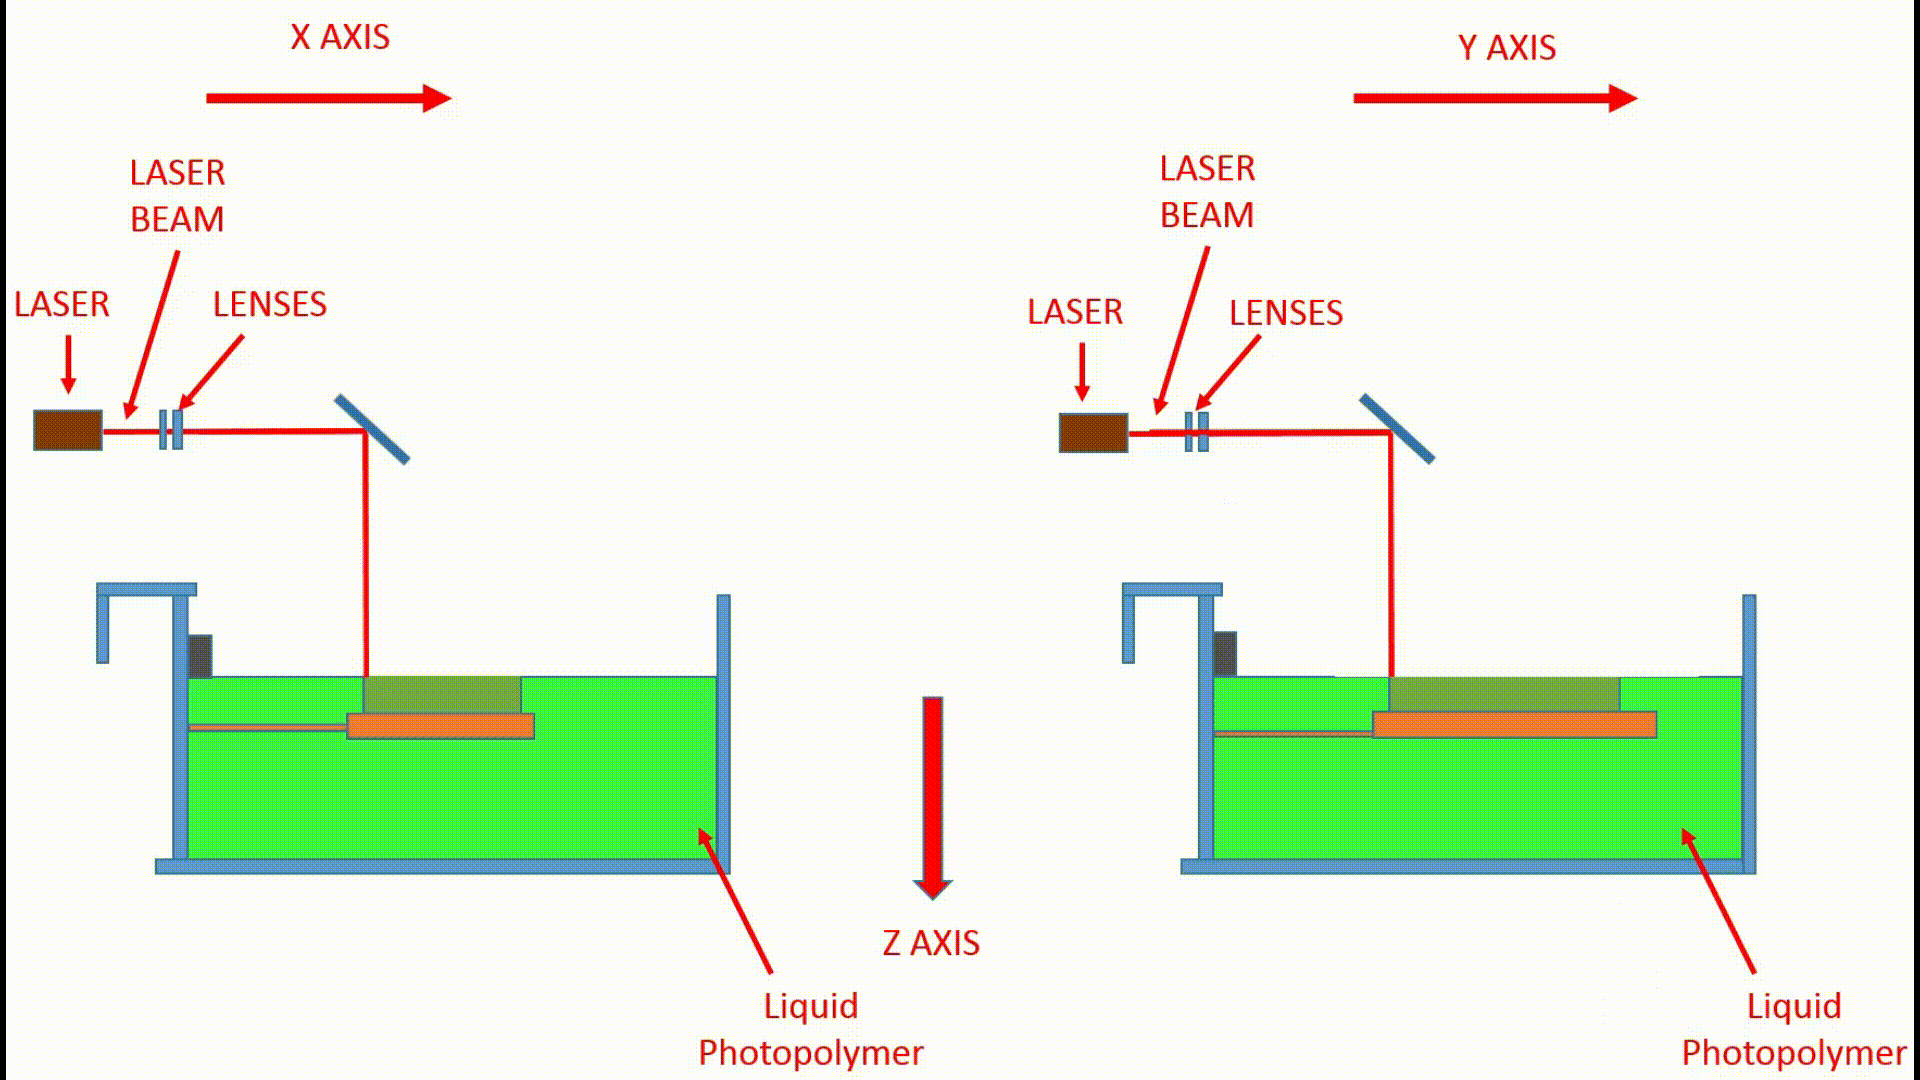 X AXIS
Y AXIS
LASER
BEAM
LASER
LENSES
LASER
BEAM
LASER
LENSES
Z AXIS
Liquid
Photopolymer
Liquid
Photopolymer